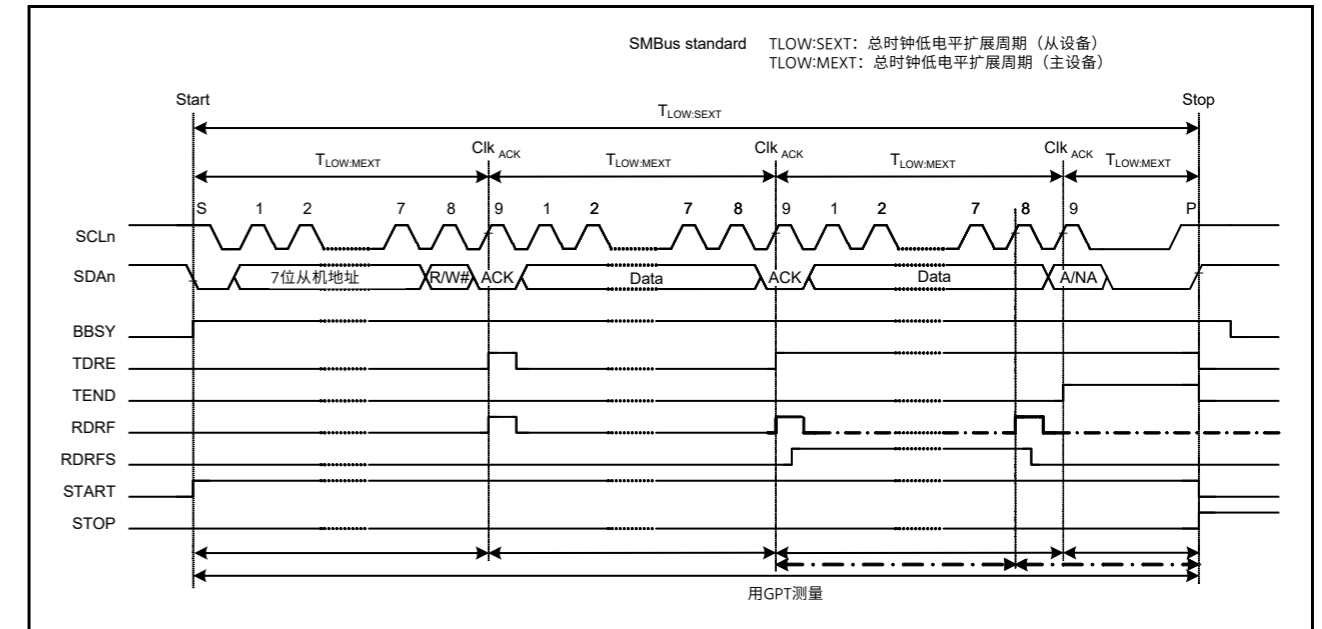 SMBus standard TLOW:SEXT：总时钟低电平扩展周期（从设备）
TLOW:MEXT：总时钟低电平扩展周期（主设备）
Start Stop
TLOW:SEXT
Clk ACK Clk ACK Clk ACK
TLOW:MEXT TLOW:MEXT TLOW:MEXT TLOW:MEXT
S 1 2 7 8 9 1 2 7 8 9 1 2 7 8 9 P
SCLn
SDAn 7位从机地址 R/W# ACK Data ACK Data A/NA
BBSY
TDRE
TEND
RDRF
RDRFS
START
STOP
用GPT测量